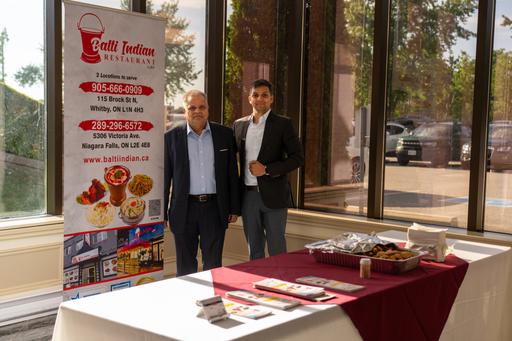 Balti Indian
RESTAURANT
2 Locations to serve
905-666-0909
115 Brock St N,
Whitby, ON L1N 4H3
289-296-6572
5306 Victoria Ave.
Niagara Falls, ON L2E 4E8
www.baltiindian.ca